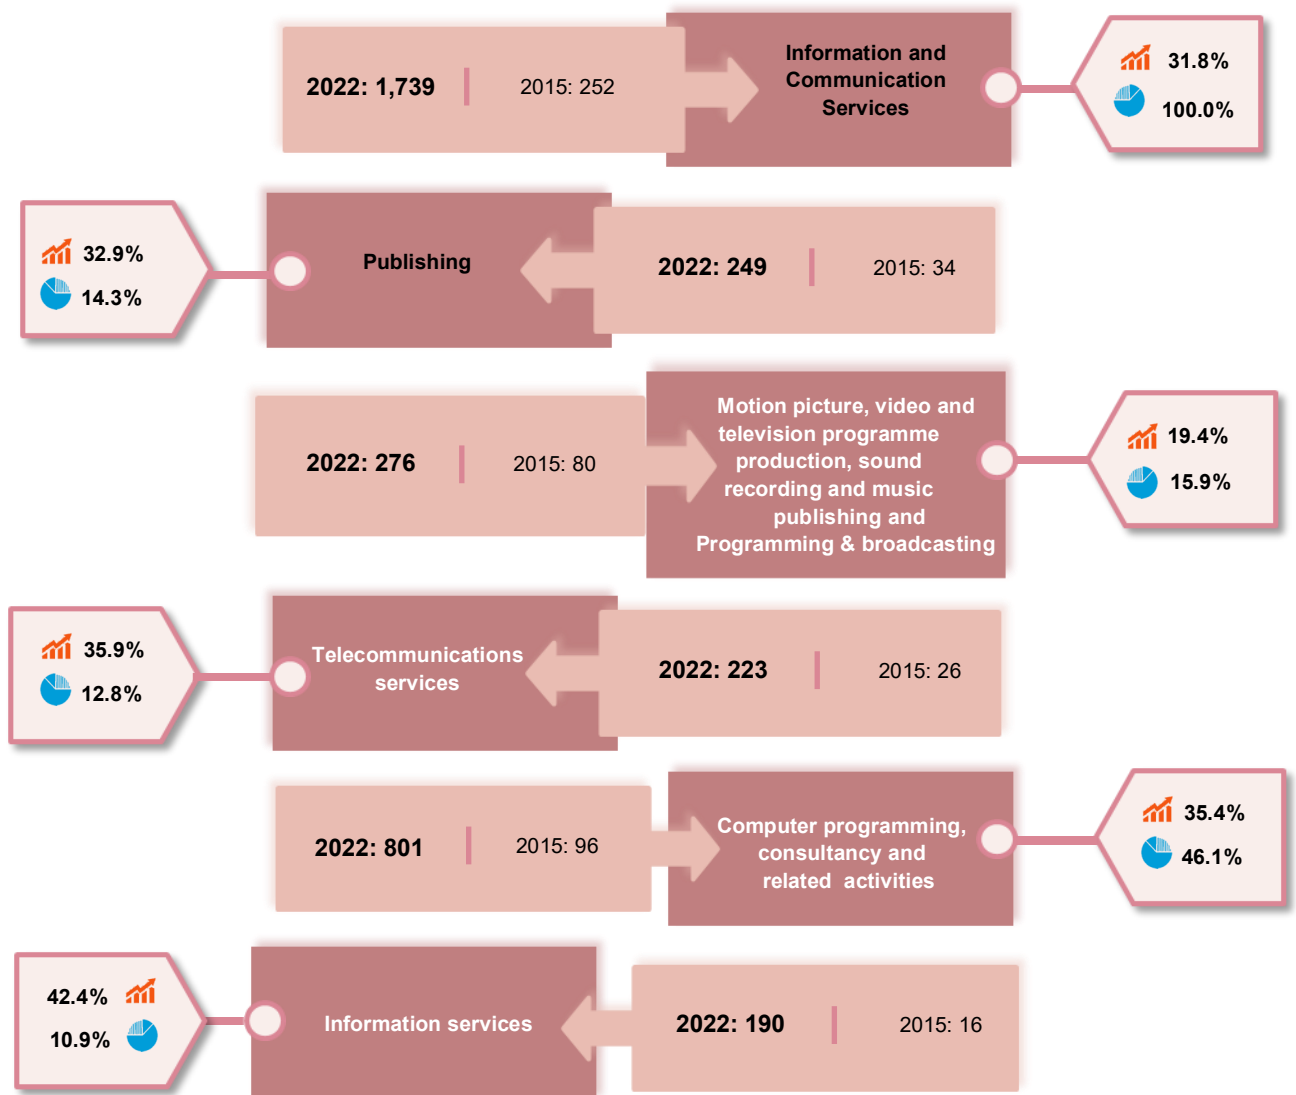 2022: 1,739
2015: 252
Information and
Communication
Services
31.8%
100.0%
32.9%
14.3%
Publishing
2022: 249
2015: 34
2022: 276
2015: 80
Motion picture, video and
television programme
production, sound
recording and music
publishing and
Programming & broadcasting
19.4%
15.9%
35.9%
12.8%
Telecommunications
services
2022: 223
2015: 26
2022: 801
2015: 96
Computer programming,
consultancy and
related activities
35.4%
46.1%
42.4%
10.9%
Information services
2022: 190
2015: 16